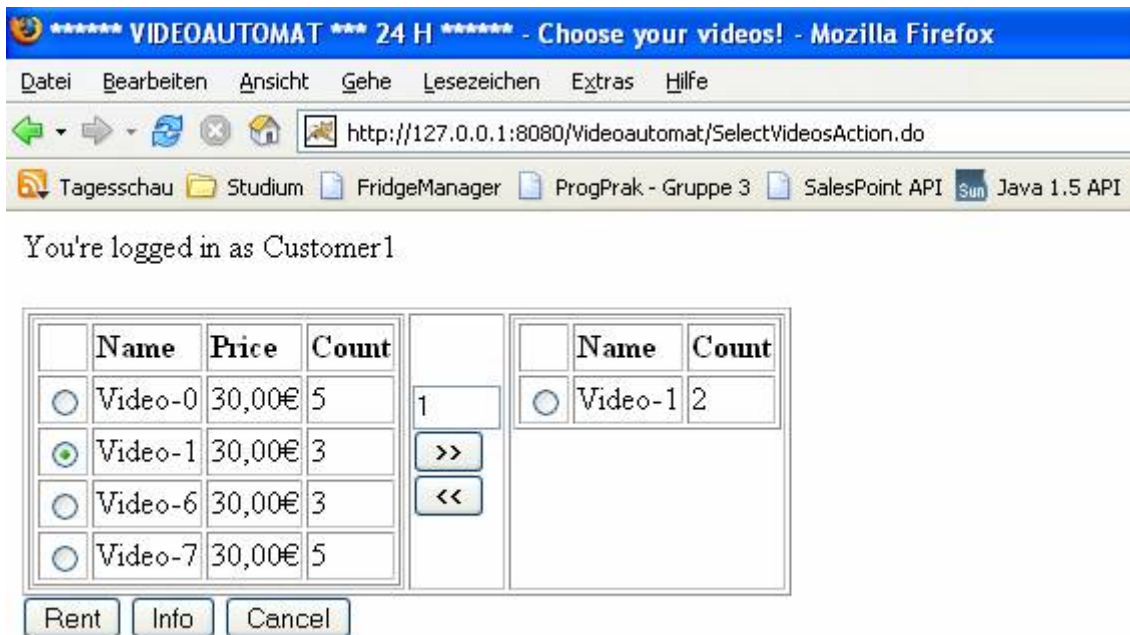 ****** VIDEOAUTOMAT *** 24 H ****** - Choose your videos! - Mozilla Firefox
Datei Bearbeiten Ansicht Gehe Lesezeichen Extras Hilfe
http://127.0.0.1:8080/Videoautomat/SelectVideosAction.do
Tagesschau Studium FridgeManager ProgPrak - Gruppe 3 SalesPoint API Sun Java 1.5 API
You're logged in as Customer1
Name Price Count
Video-0 30,00€ 5
Video-1 30,00€ 3
Video-6 30,00€ 3
Video-7 30,00€ 5
1
>>
<<
Name Count
Video-1 2
Rent Info Cancel